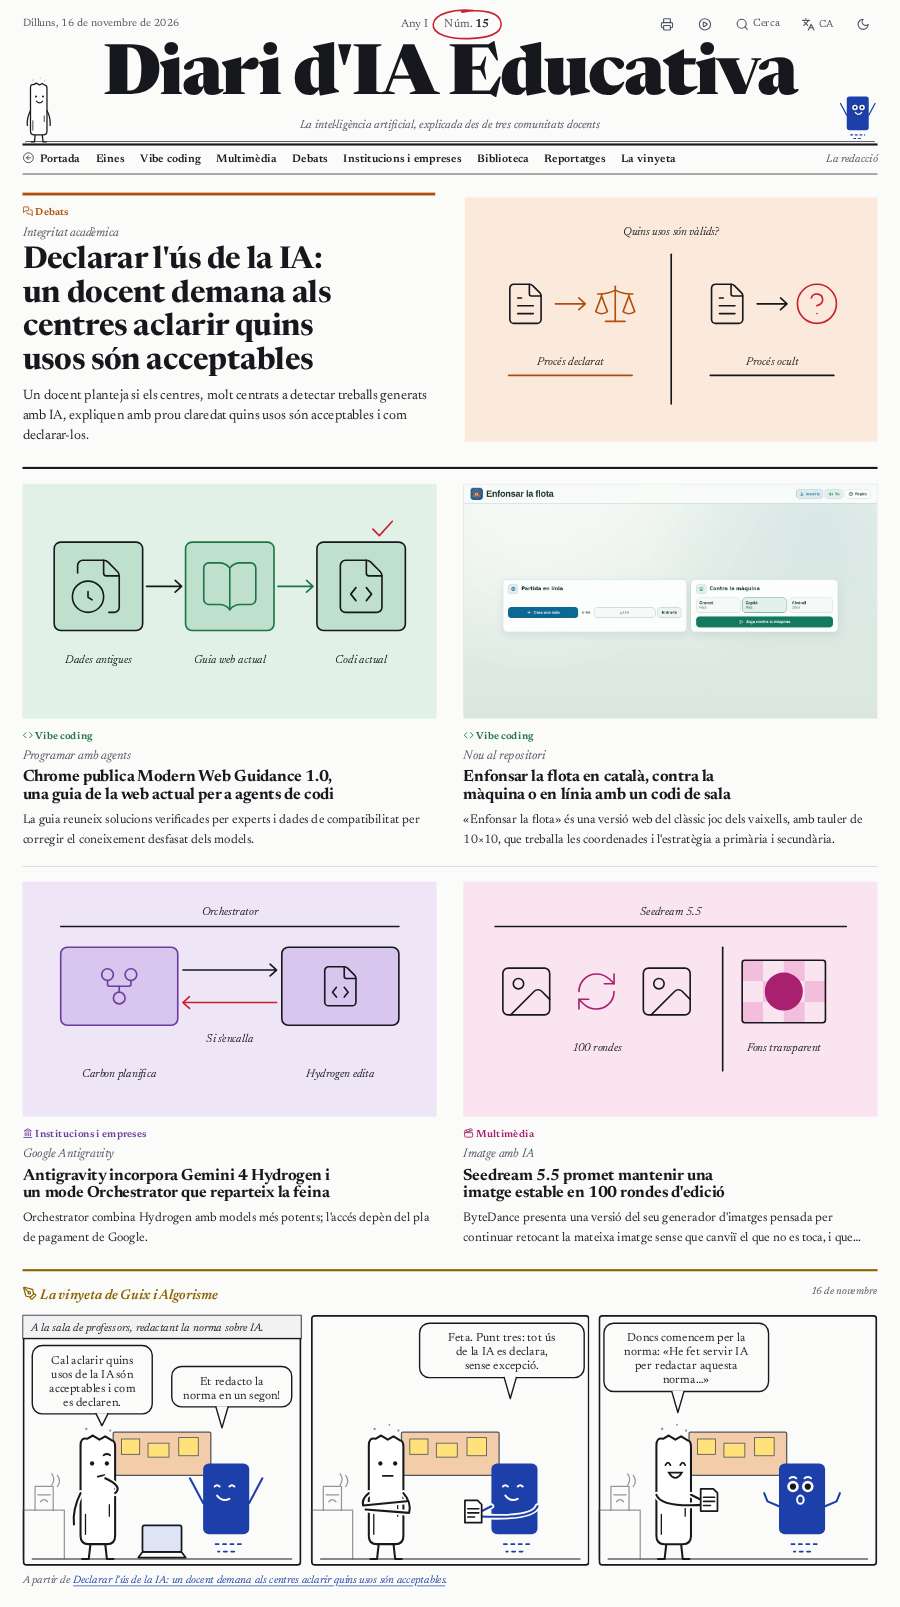 Dilluns, 16 de novembre de 2026
Any I Núm. 15
Cerca
CA
Diari d'IA Educativa
La intel·ligència artificial, explicada des de tres comunitats docents
Portada Eines Vibe coding Multimèdia Debats Institucions i empreses Biblioteca Reportatges La vinyeta La redacció
Debats
Integritat acadèmica
Declarar l'ús de la IA:
un docent demana als
centres aclarir quins
usos són acceptables
Un docent planteja si els centres, molt centrats a detectar treballs generats
amb IA, expliquen amb prou claredat quins usos són acceptables i com
declarar-los.
Quins usos són vàlids?
Procés declarat
Procés ocult
Dades antigues
Guia web actual
Codi actual
Vibe coding
Programar amb agents
Chrome publica Modern Web Guidance 1.0,
una guia de la web actual per a agents de codi
La guia reuneix solucions verificades per experts i dades de compatibilitat per
corregir el coneixement desfasat dels models.
Enfonsar la flota
Partida en línia
Contra la màquina
Vibe coding
Nou al repositori
Enfonsar la flota en català, contra la
màquina o en línia amb un codi de sala
«Enfonsar la flota» és una versió web del clàssic joc dels vaixells, amb tauler de
10×10, que treballa les coordenades i l'estratègia a primària i secundària.
Orchestrator
Si s'encalla
Carbon planifica
Hydrogen edita
Institucions i empreses
Google Antigravity
Antigravity incorpora Gemini 4 Hydrogen i
un mode Orchestrator que reparteix la feina
Orchestrator combina Hydrogen amb models més potents; l'accés depèn del pla
de pagament de Google.
Seedream 5.5
100 rondes
Fons transparent
Multimèdia
Imatge amb IA
Seedream 5.5 promet mantenir una
imatge estable en 100 rondes d'edició
ByteDance presenta una versió del seu generador d'imatges pensada per
continuar retocant la mateixa imatge sense que canviï el que no es toca, i que…
La vinyeta de Guix i Algorisme
16 de novembre
A la sala de professors, redactant la norma sobre IA.
Cal aclarir quins
usos de la IA són
acceptables i com
es declaren.
Et redacto la
norma en un segon!
Feta. Punt tres: tot ús
de la IA es declara,
sense excepció.
Doncs comencem per la
norma: «He fet servir IA
per redactar aquesta
norma...»
A partir de Declarar l'ús de la IA: un docent demana als centres aclarir quins usos són acceptables.